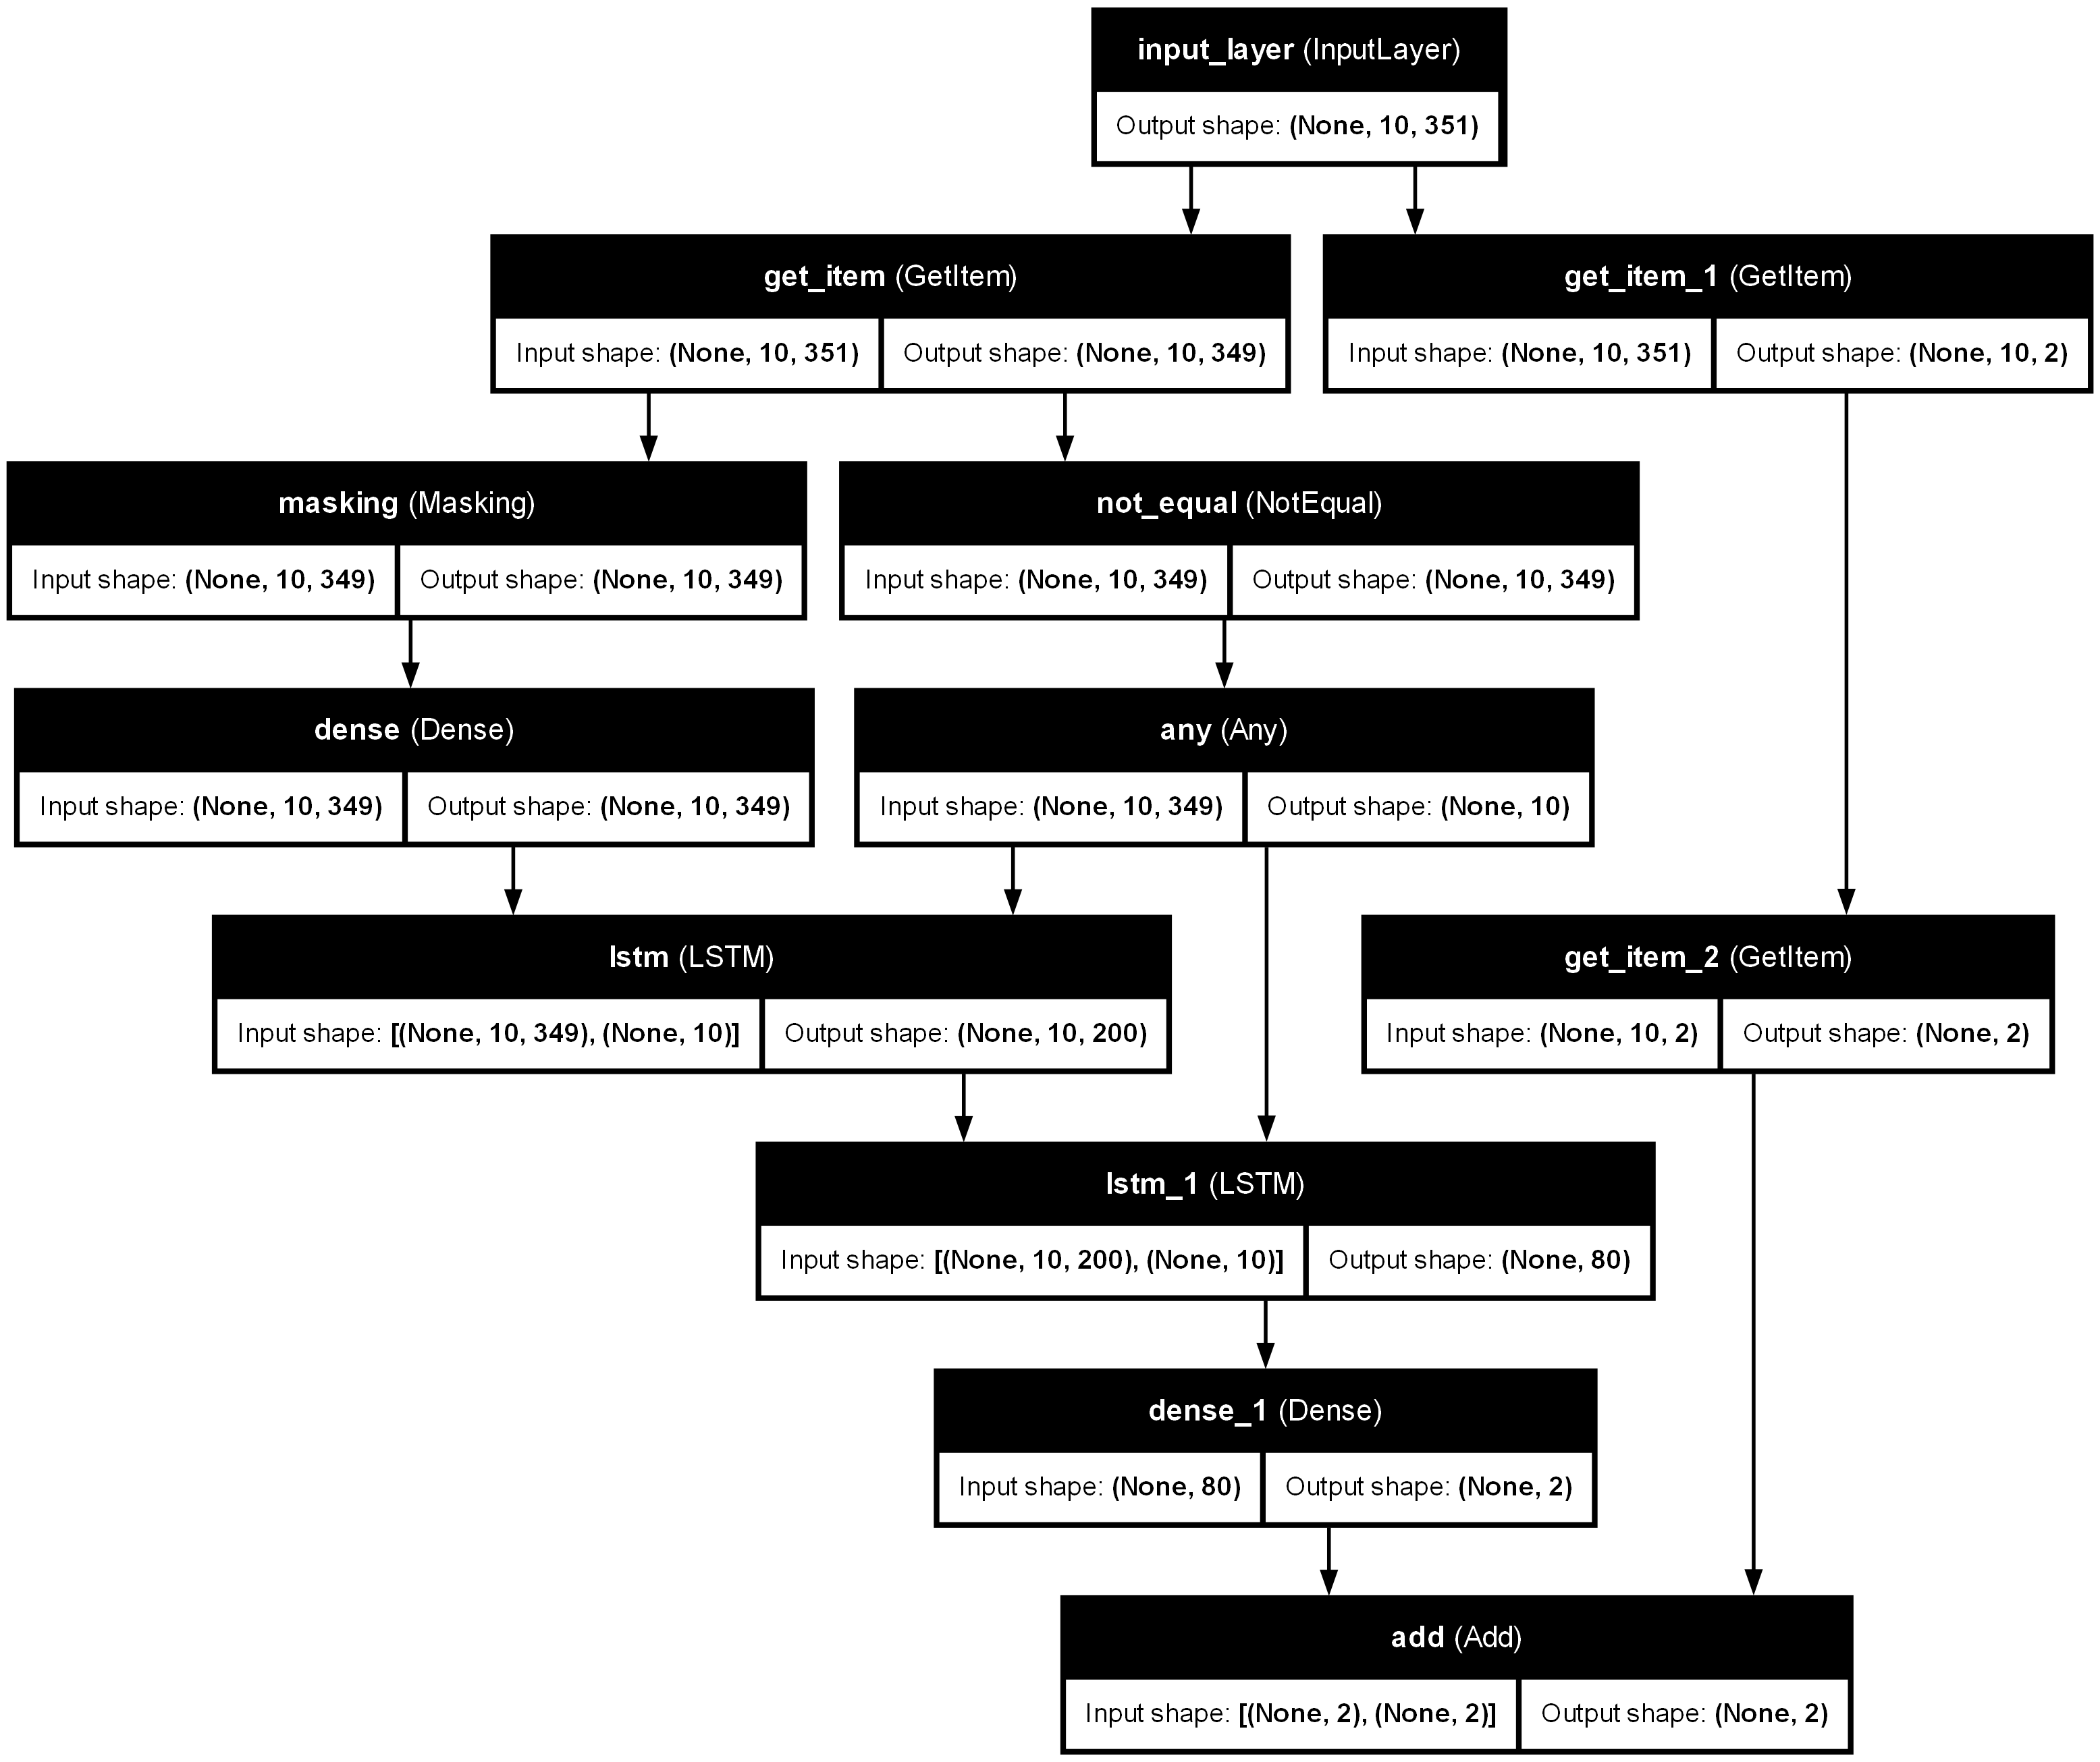 input_layer (InputLayer)
Output shape: (None, 10, 351)
get_item (GetItem)
Input shape: (None, 10, 351)
Output shape: (None, 10, 349)
get_item_1 (GetItem)
Input shape: (None, 10, 351)
Output shape: (None, 10, 2)
masking (Masking)
Input shape: (None, 10, 349)
Output shape: (None, 10, 349)
not_equal (NotEqual)
Input shape: (None, 10, 349)
Output shape: (None, 10, 349)
dense (Dense)
Input shape: (None, 10, 349)
Output shape: (None, 10, 349)
any (Any)
Input shape: (None, 10, 349)
Output shape: (None, 10)
lstm (LSTM)
Input shape: [(None, 10, 349), (None, 10)]
Output shape: (None, 10, 200)
get_item_2 (GetItem)
Input shape: (None, 10, 2)
Output shape: (None, 2)
lstm_1 (LSTM)
Input shape: [(None, 10, 200), (None, 10)]
Output shape: (None, 80)
dense_1 (Dense)
Input shape: (None, 80)
Output shape: (None, 2)
add (Add)
Input shape: [(None, 2), (None, 2)]
Output shape: (None, 2)